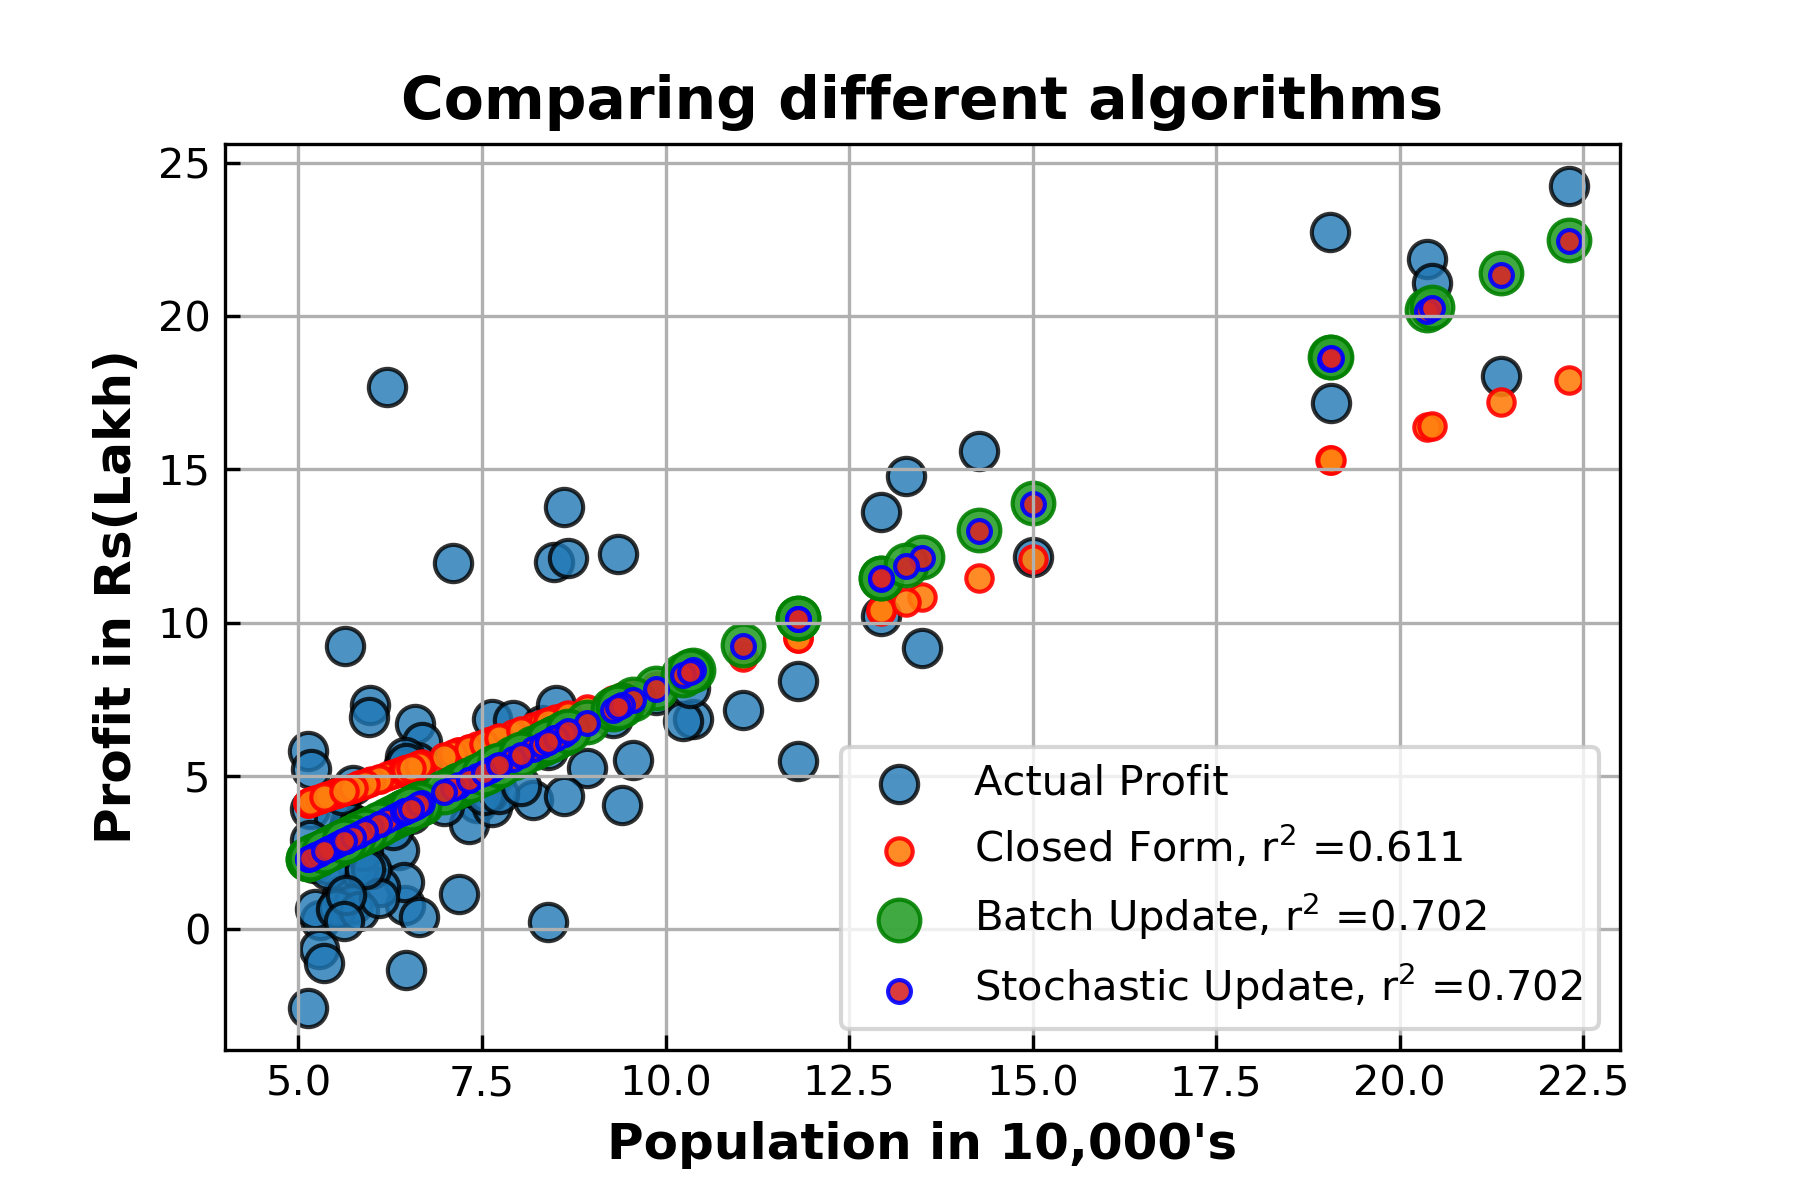 Comparing different algorithms
25
20
15
10
5
0
Profit in Rs(Lakh)
Actual Profit
Closed Form, r² =0.611
Batch Update, r² =0.702
Stochastic Update, r² =0.702
5.0 7.5 10.0 12.5 15.0 17.5 20.0 22.5
Population in 10,000's